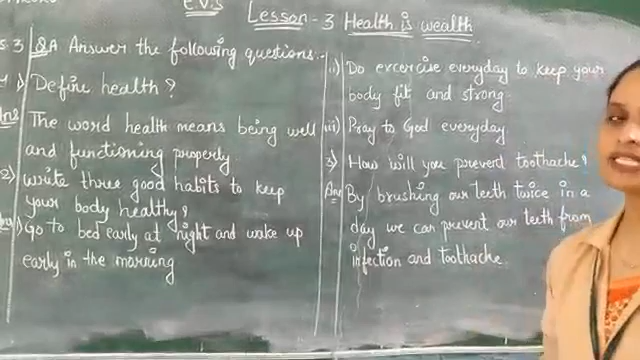 E.V.S
Lesson-3 Health is wealth
5.3 Q&A Answer the following questions:-
1) Define health?
Ans The word health means being well
and functioning properly
2) write three good habits to keep
your body healthy?
i) Go to bed early at night and wake up
early in the morning
ii) Do excercise everyday to keep your
body fit and strong
iii) Pray to God everyday
3) How will you prevent toothache?
Ans By brushing our teeth twice in a
day we can prevent our teeth from
infection and toothache